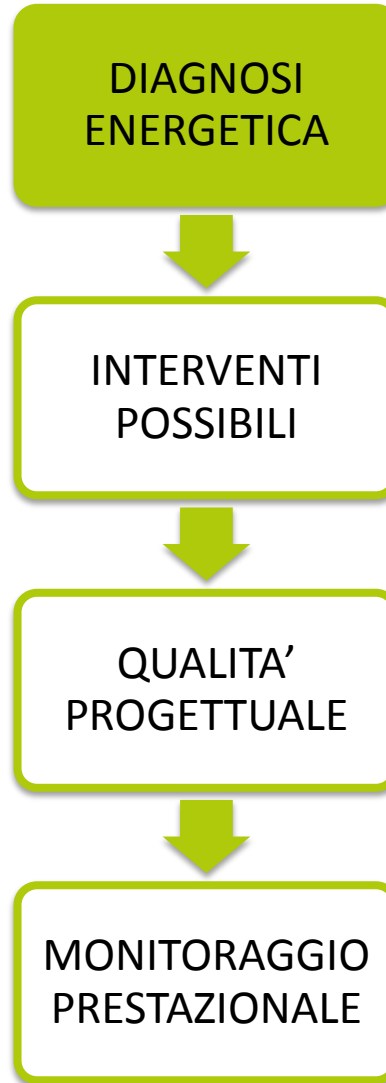 DIAGNOSI
ENERGETICA
INTERVENTI
POSSIBILI
QUALITA’
PROGETTUALE
MONITORAGGIO
PRESTAZIONALE